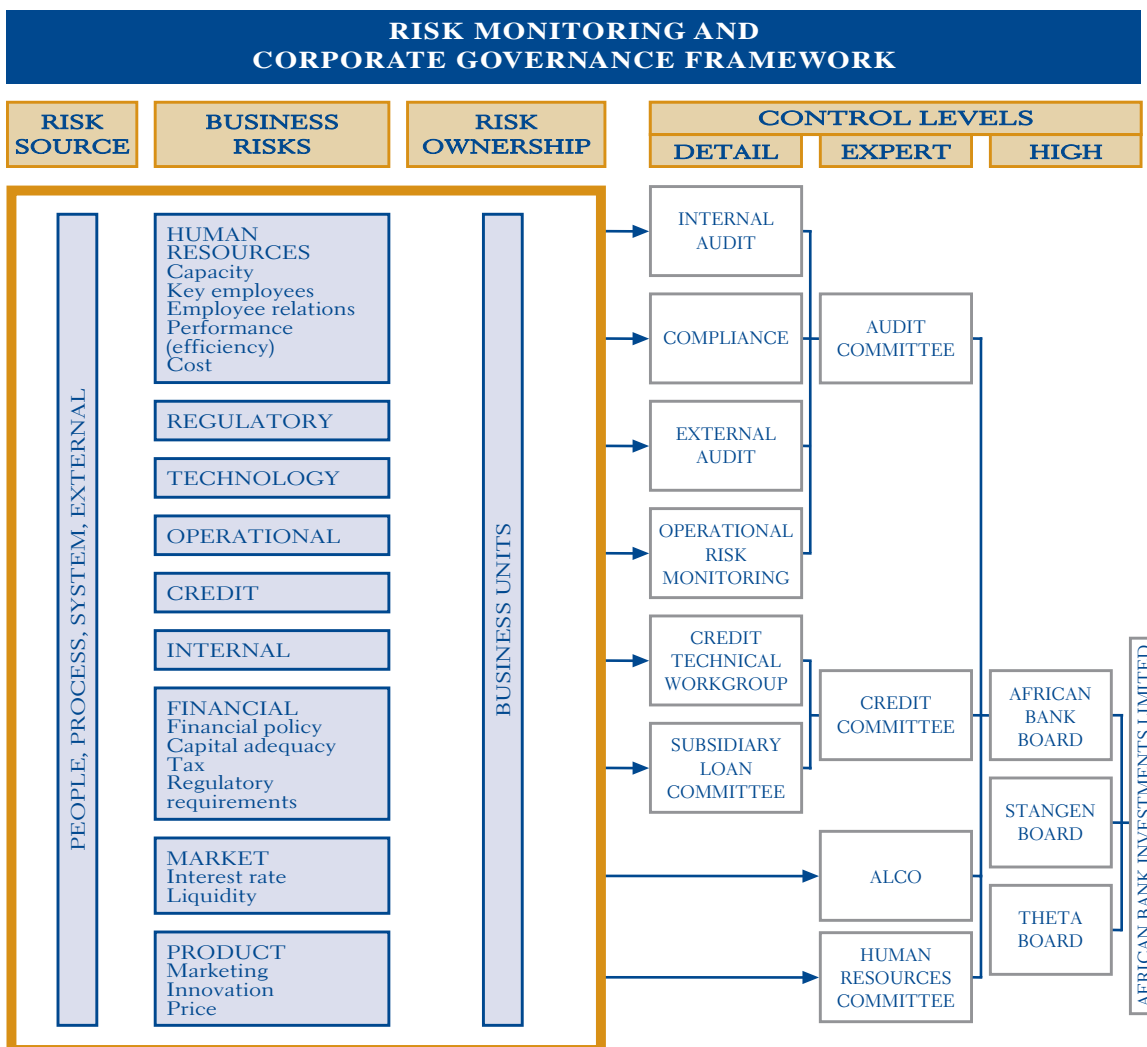 RISK MONITORING AND
CORPORATE GOVERNANCE FRAMEWORK
RISK
SOURCE
BUSINESS
RISKS
RISK
OWNERSHIP
CONTROL LEVELS
DETAIL
EXPERT
HIGH
PEOPLE, PROCESS, SYSTEM, EXTERNAL
HUMAN
RESOURCES
Capacity
Key employees
Employee relations
Performance
(efficiency)
Cost
REGULATORY
TECHNOLOGY
OPERATIONAL
CREDIT
INTERNAL
FINANCIAL
Financial policy
Capital adequacy
Tax
Regulatory
requirements
MARKET
Interest rate
Liquidity
PRODUCT
Marketing
Innovation
Price
BUSINESS UNITS
INTERNAL
AUDIT
COMPLIANCE
EXTERNAL
AUDIT
OPERATIONAL
RISK
MONITORING
CREDIT
TECHNICAL
WORKGROUP
SUBSIDIARY
LOAN
COMMITTEE
AUDIT
COMMITTEE
CREDIT
COMMITTEE
ALCO
HUMAN
RESOURCES
COMMITTEE
AFRICAN
BANK
BOARD
STANGEN
BOARD
THETA
BOARD
AFRICAN BANK INVESTMENTS LIMITED